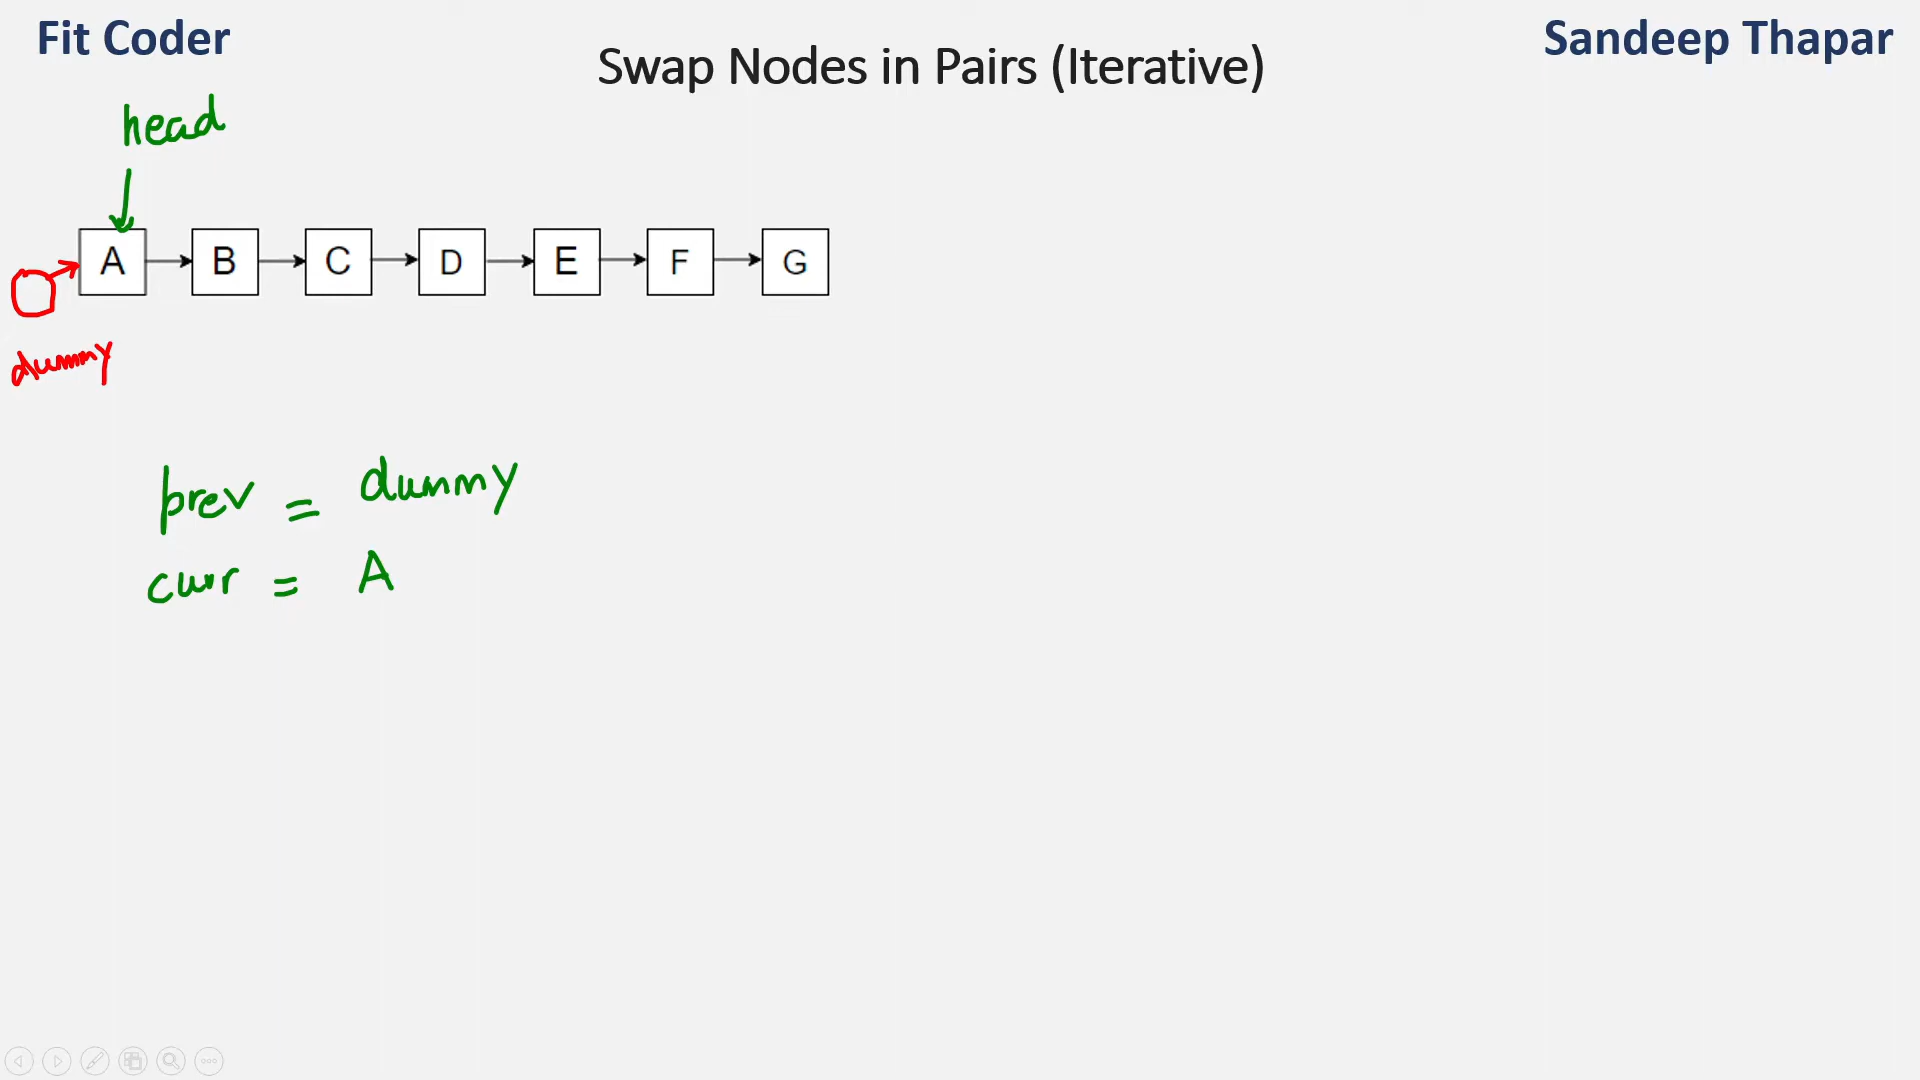 Fit Coder
Sandeep Thapar
Swap Nodes in Pairs (Iterative)
head
A B C D E F G
dummy
prev = dummy
curr = A